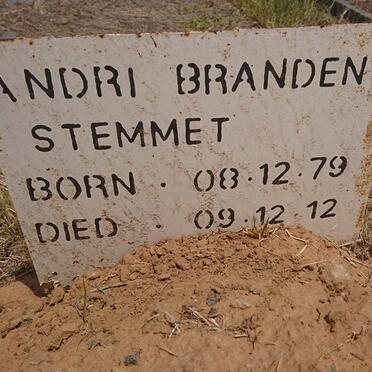 ANDRI BRANDEN
STEMMET
BORN · 08·12·79
DIED · 09·12·12